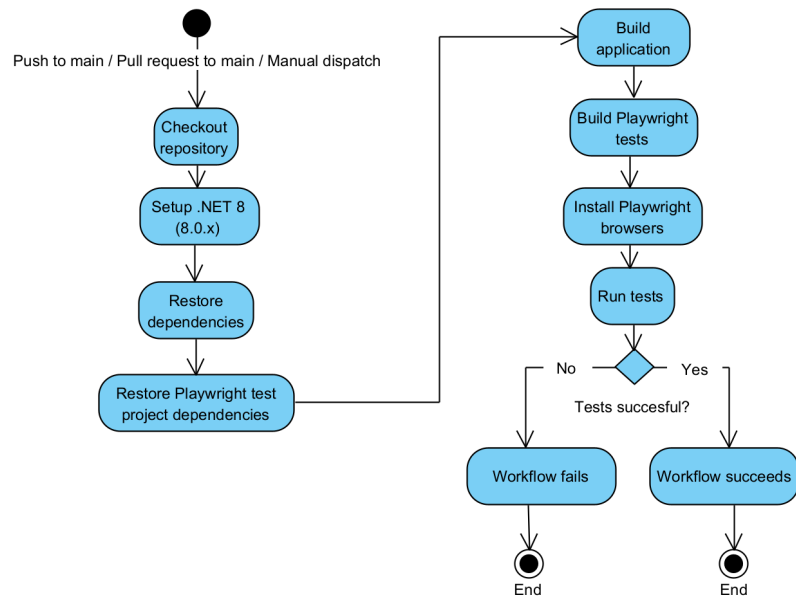 Push to main / Pull request to main / Manual dispatch
Checkout
repository
Setup .NET 8
(8.0.x)
Restore
dependencies
Restore Playwright test
project dependencies
Build
application
Build Playwright
tests
Install Playwright
browsers
Run tests
No
Yes
Tests succesful?
Workflow fails
Workflow succeeds
End
End